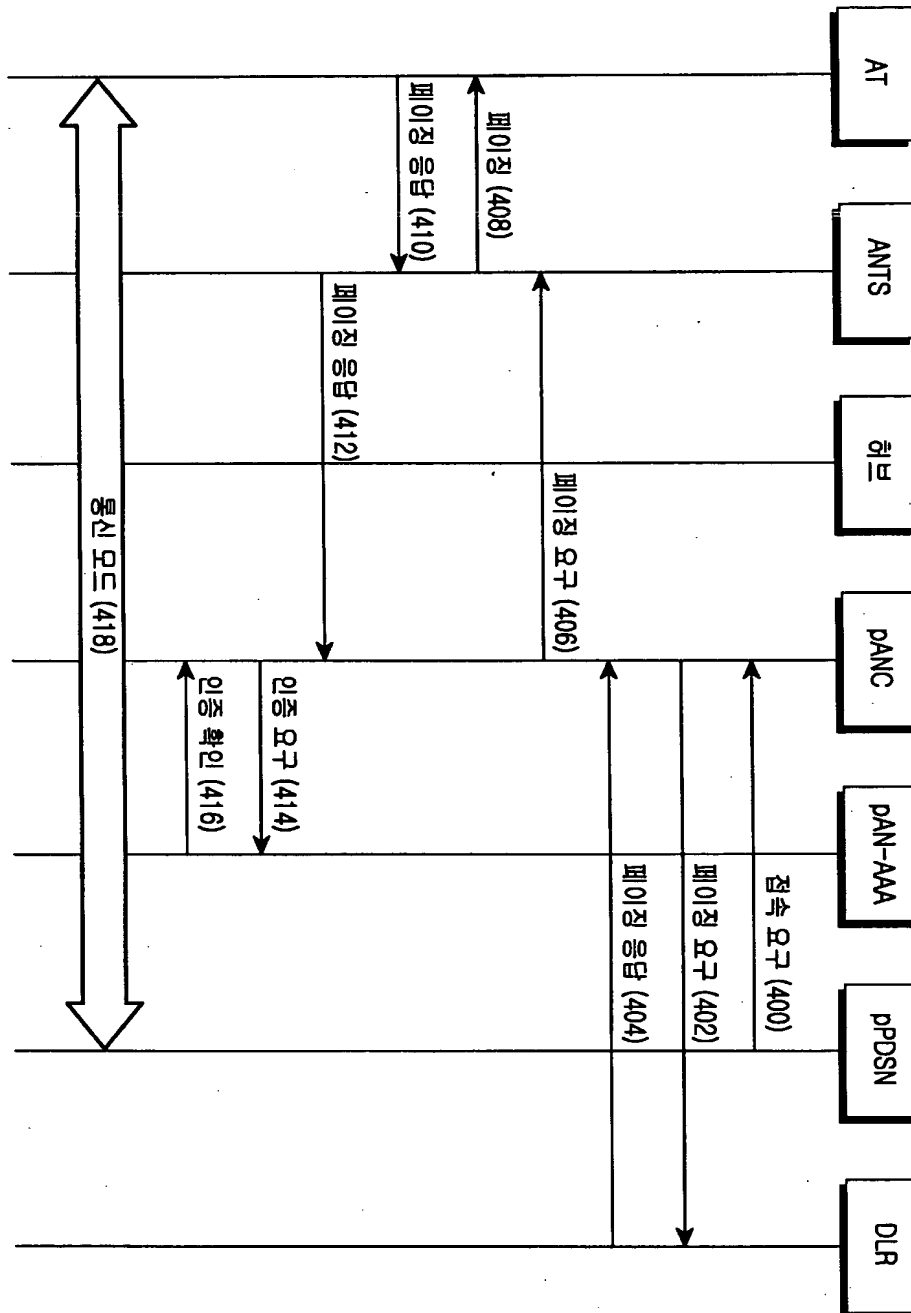 AT
ANTS
허브
pANC
pAN-AAA
pPDSN
DLR
접속 요구 (400)
페이징 요구 (402)
페이징 응답 (404)
페이징 요구 (406)
페이징 (408)
페이징 응답 (410)
페이징 응답 (412)
인증 요구 (414)
인증 확인 (416)
통신 모드 (418)